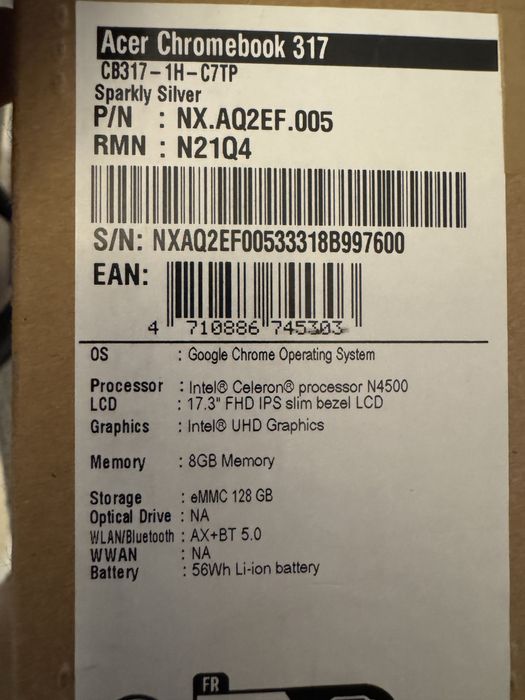 Acer Chromebook 317
CB317-1H-C7TP
Sparkly Silver
P/N : NX.AQ2EF.005
RMN : N21Q4
S/N: NXAQ2EF00533318B997600
EAN:
4 710886 745303
OS : Google Chrome Operating System
Processor : Intel® Celeron® processor N4500
LCD : 17.3" FHD IPS slim bezel LCD
Graphics : Intel® UHD Graphics
Memory : 8GB Memory
Storage : eMMC 128 GB
Optical Drive : NA
WLAN/Bluetooth : AX+BT 5.0
WWAN : NA
Battery : 56Wh Li-ion battery
FR